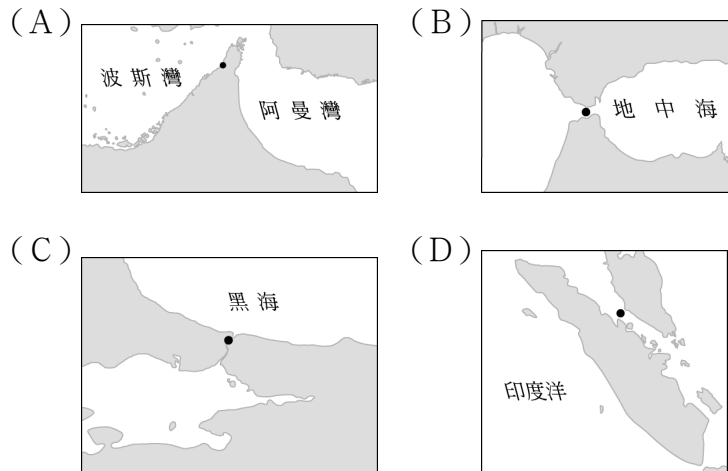 （A）
波斯灣
阿曼灣
（B）
地中海
（C）
黑海
（D）
印度洋